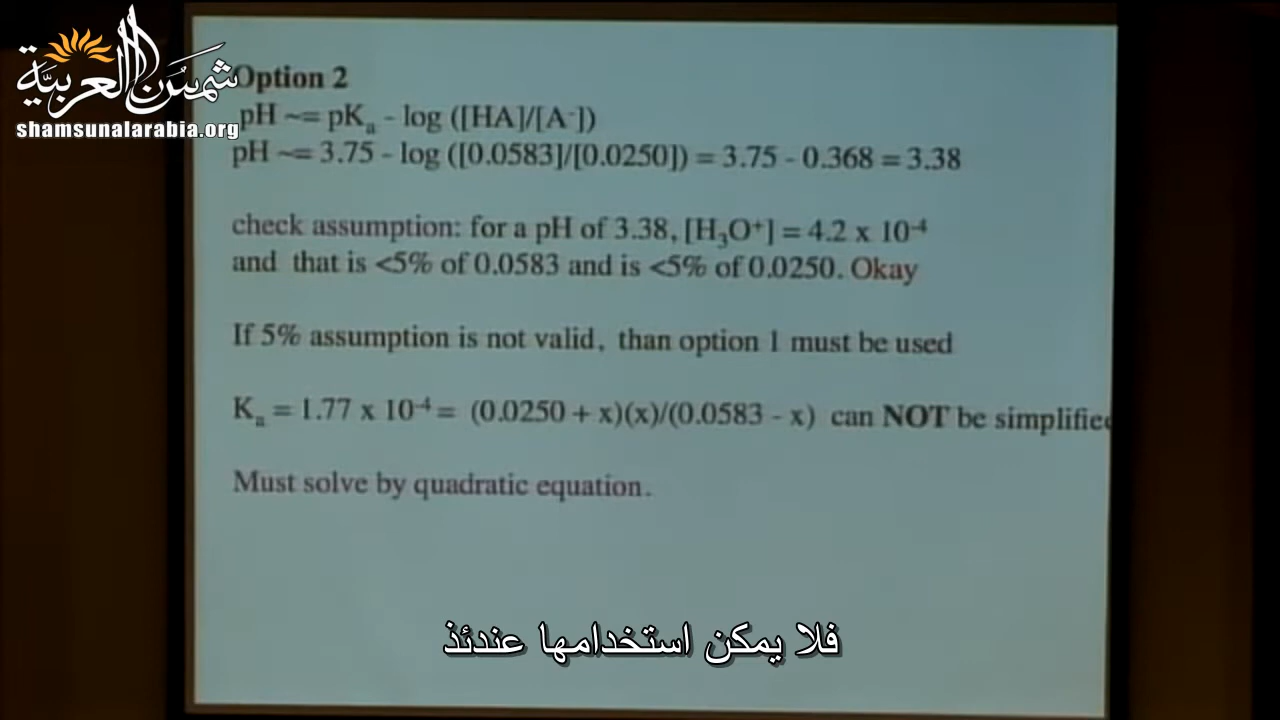 شمس العربية
shamsunalarabia.org
Option 2
pH ~= pKₐ - log ([HA]/[A⁻])
pH ~= 3.75 - log ([0.0583]/[0.0250]) = 3.75 - 0.368 = 3.38
check assumption: for a pH of 3.38, [H₃O⁺] = 4.2 x 10⁻⁴
and that is <5% of 0.0583 and is <5% of 0.0250. Okay
If 5% assumption is not valid, than option 1 must be used
Kₐ = 1.77 x 10⁻⁴ = (0.0250 + x)(x)/(0.0583 - x) can NOT be simplified
Must solve by quadratic equation.
فلا يمكن استخدامها عندئذ